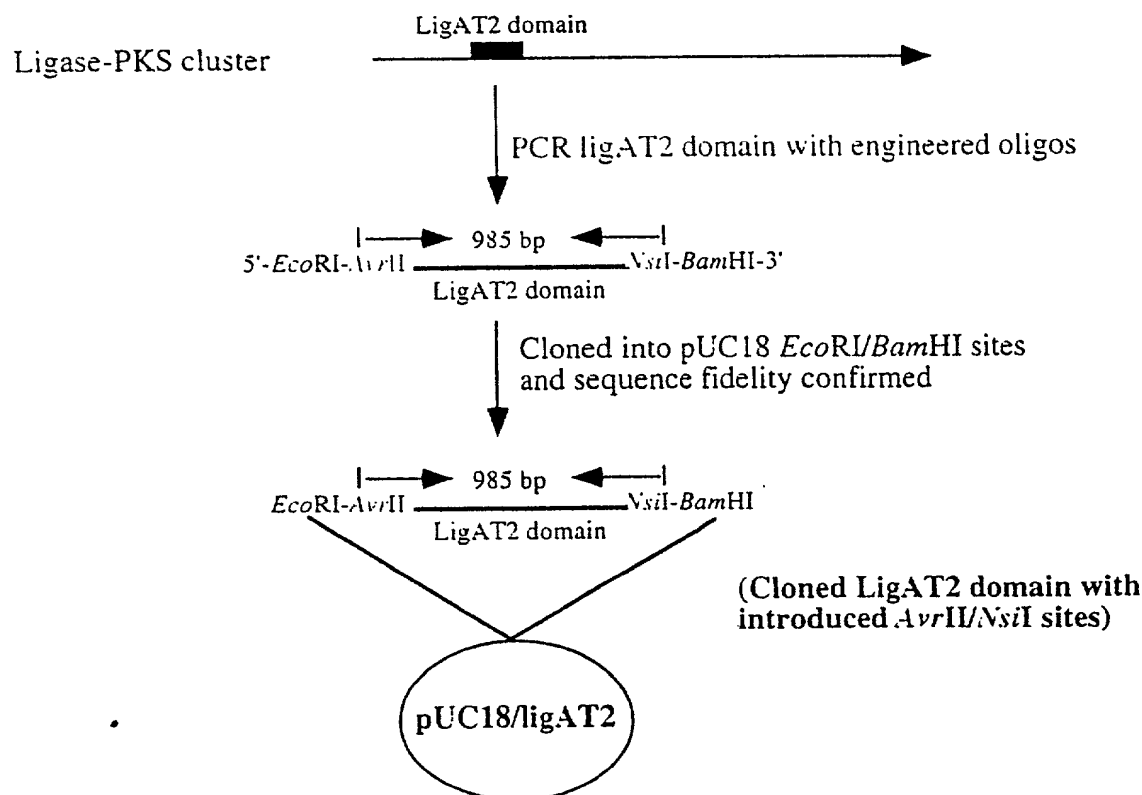 LigAT2 domain
Ligase-PKS cluster
PCR ligAT2 domain with engineered oligos
985 bp
5'-EcoRI-AvrII
NsiI-BamHI-3'
LigAT2 domain
Cloned into pUC18 EcoRI/BamHI sites
and sequence fidelity confirmed
985 bp
EcoRI-AvrII
NsiI-BamHI
LigAT2 domain
(Cloned LigAT2 domain with
introduced AvrII/NsiI sites)
pUC18/ligAT2